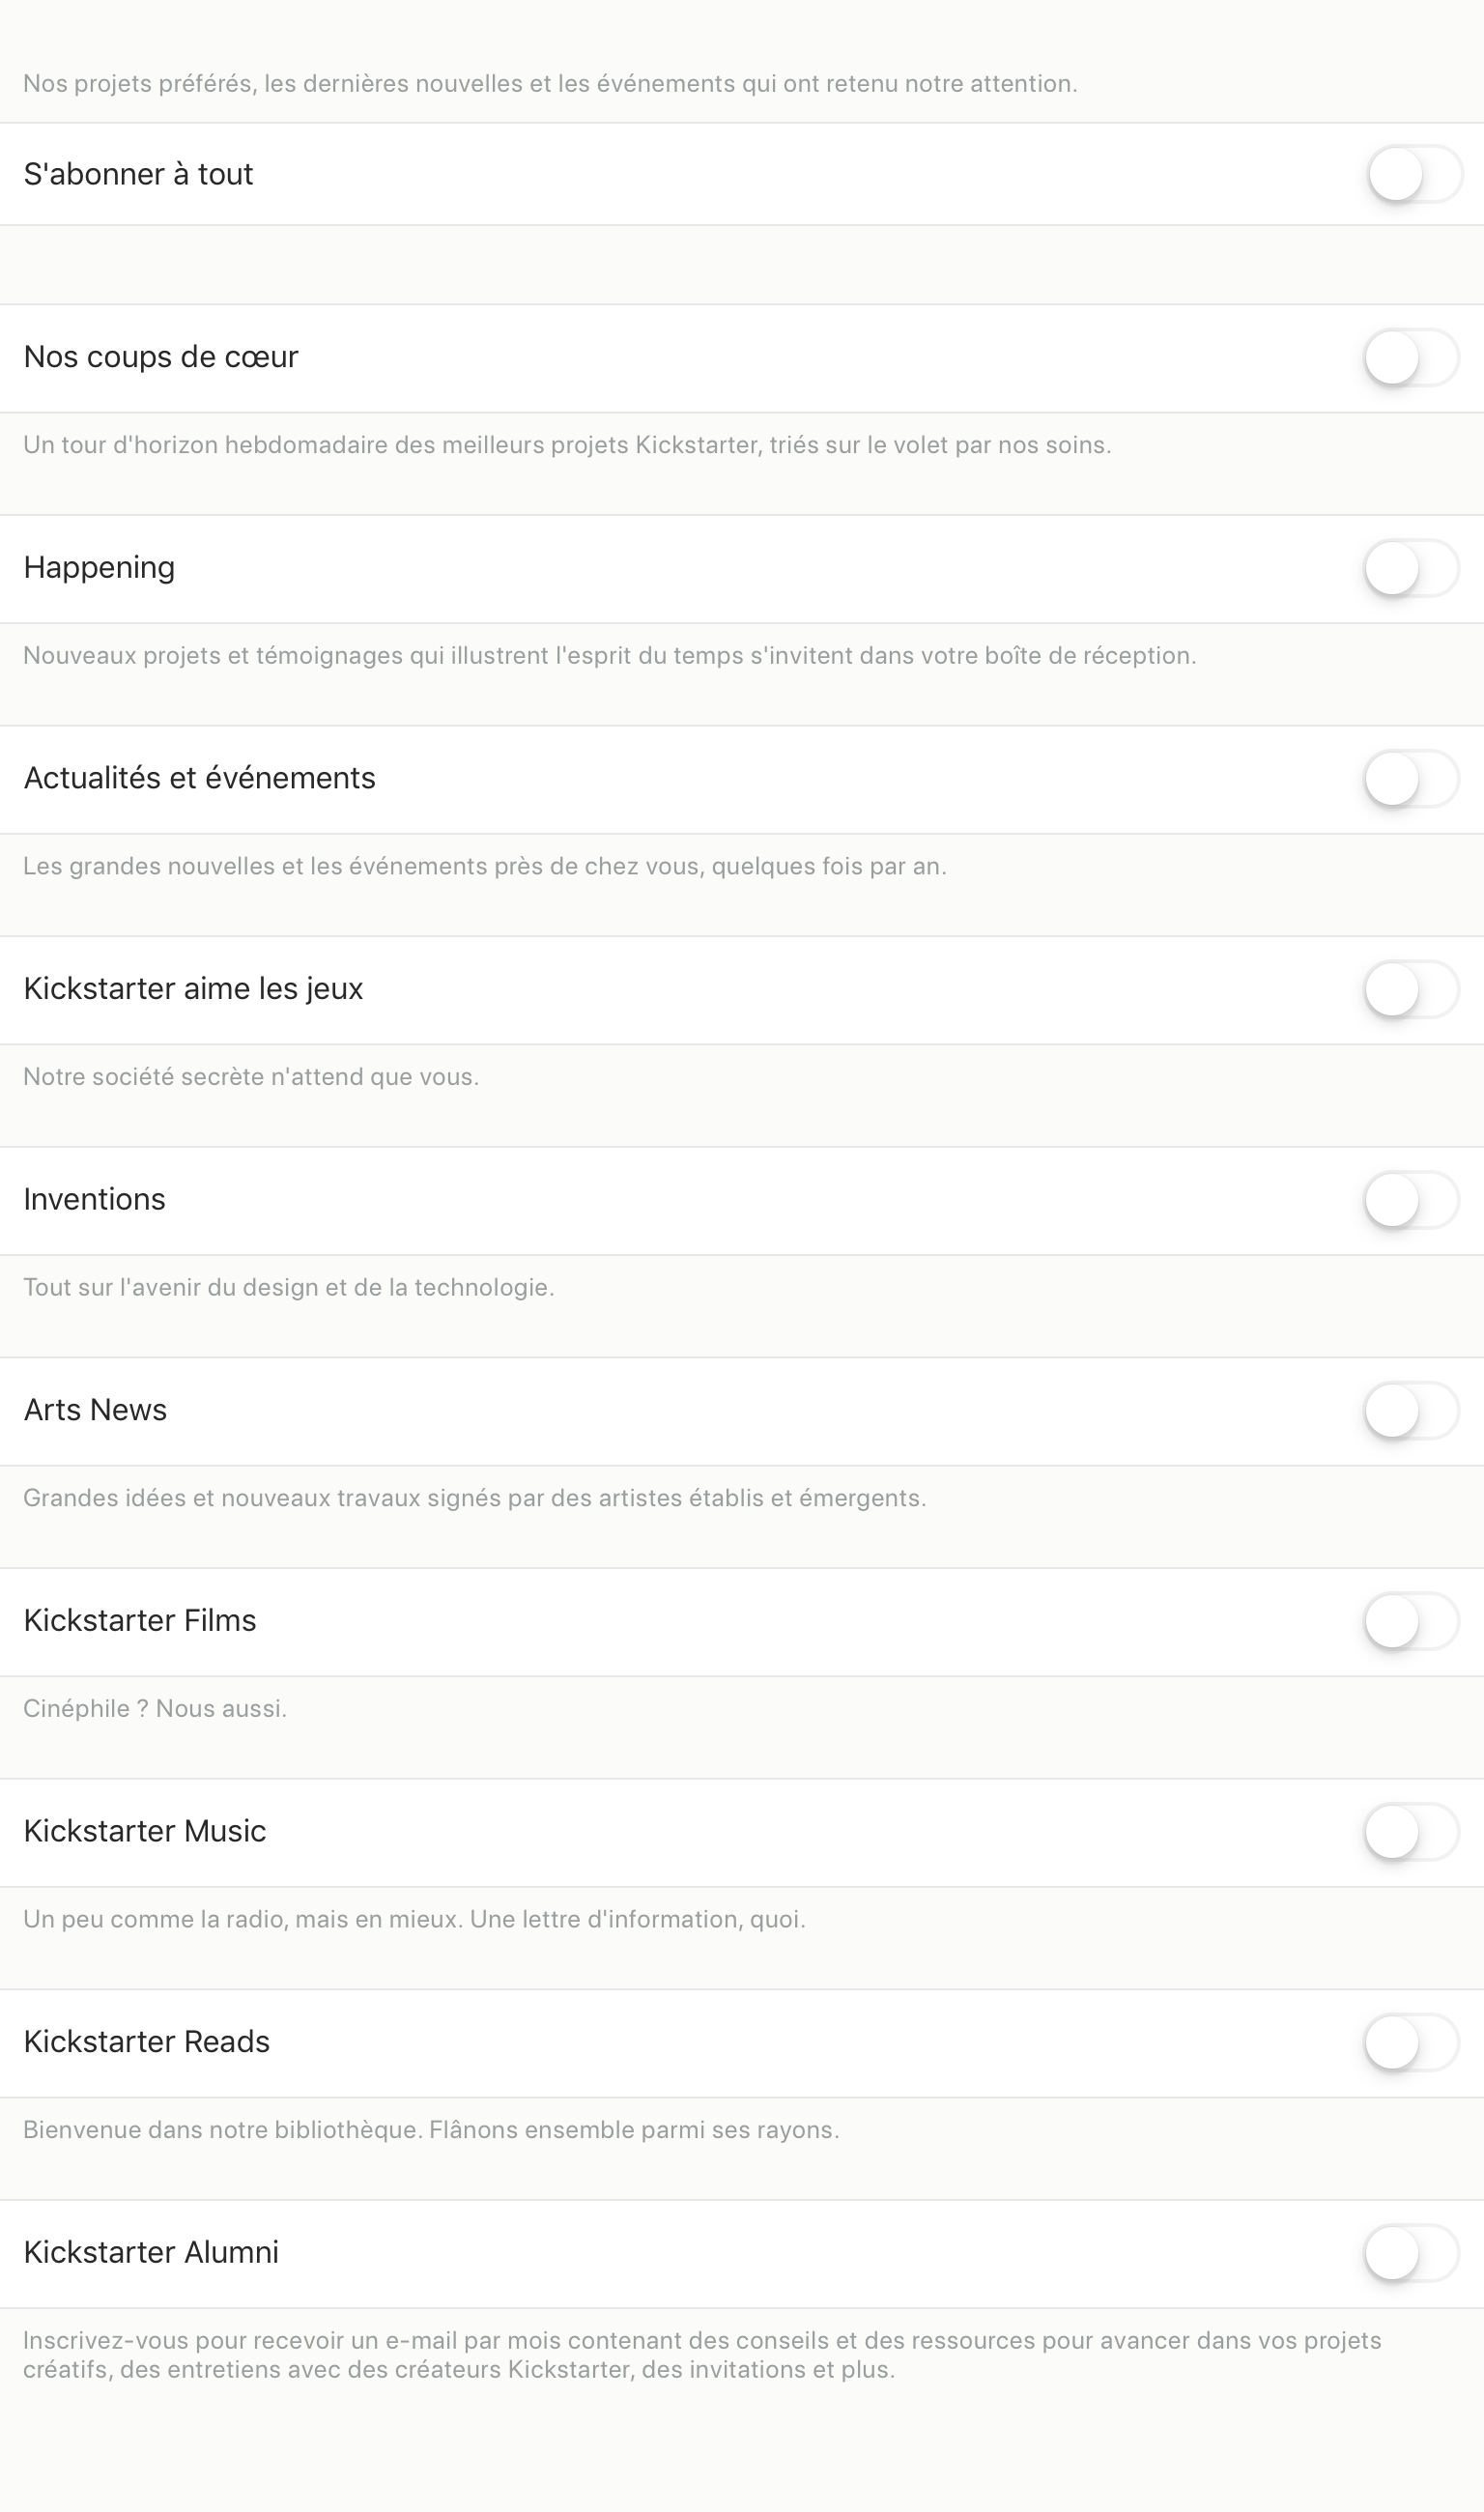 Nos projets préférés, les dernières nouvelles et les événements qui ont retenu notre attention.
S'abonner à tout
Nos coups de cœur
Un tour d'horizon hebdomadaire des meilleurs projets Kickstarter, triés sur le volet par nos soins.
Happening
Nouveaux projets et témoignages qui illustrent l'esprit du temps s'invitent dans votre boîte de réception.
Actualités et événements
Les grandes nouvelles et les événements près de chez vous, quelques fois par an.
Kickstarter aime les jeux
Notre société secrète n'attend que vous.
Inventions
Tout sur l'avenir du design et de la technologie.
Arts News
Grandes idées et nouveaux travaux signés par des artistes établis et émergents.
Kickstarter Films
Cinéphile ? Nous aussi.
Kickstarter Music
Un peu comme la radio, mais en mieux. Une lettre d'information, quoi.
Kickstarter Reads
Bienvenue dans notre bibliothèque. Flânons ensemble parmi ses rayons.
Kickstarter Alumni
Inscrivez-vous pour recevoir un e-mail par mois contenant des conseils et des ressources pour avancer dans vos projets
créatifs, des entretiens avec des créateurs Kickstarter, des invitations et plus.